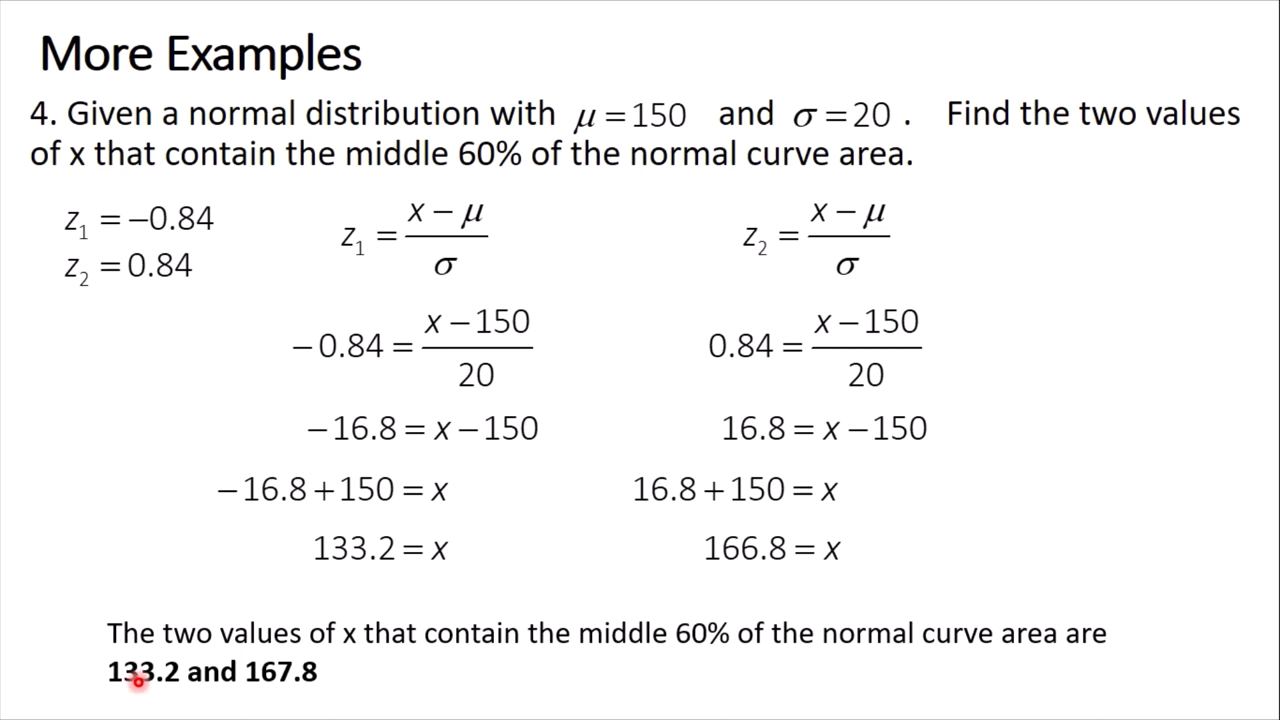 More Examples
4. Given a normal distribution with μ = 150 and σ = 20 . Find the two values
of x that contain the middle 60% of the normal curve area.
z₁ = −0.84
z₂ = 0.84
z₁ = (x − μ)/σ
−0.84 = (x − 150)/20
−16.8 = x − 150
−16.8 + 150 = x
133.2 = x
z₂ = (x − μ)/σ
0.84 = (x − 150)/20
16.8 = x − 150
16.8 + 150 = x
166.8 = x
The two values of x that contain the middle 60% of the normal curve area are
133.2 and 167.8